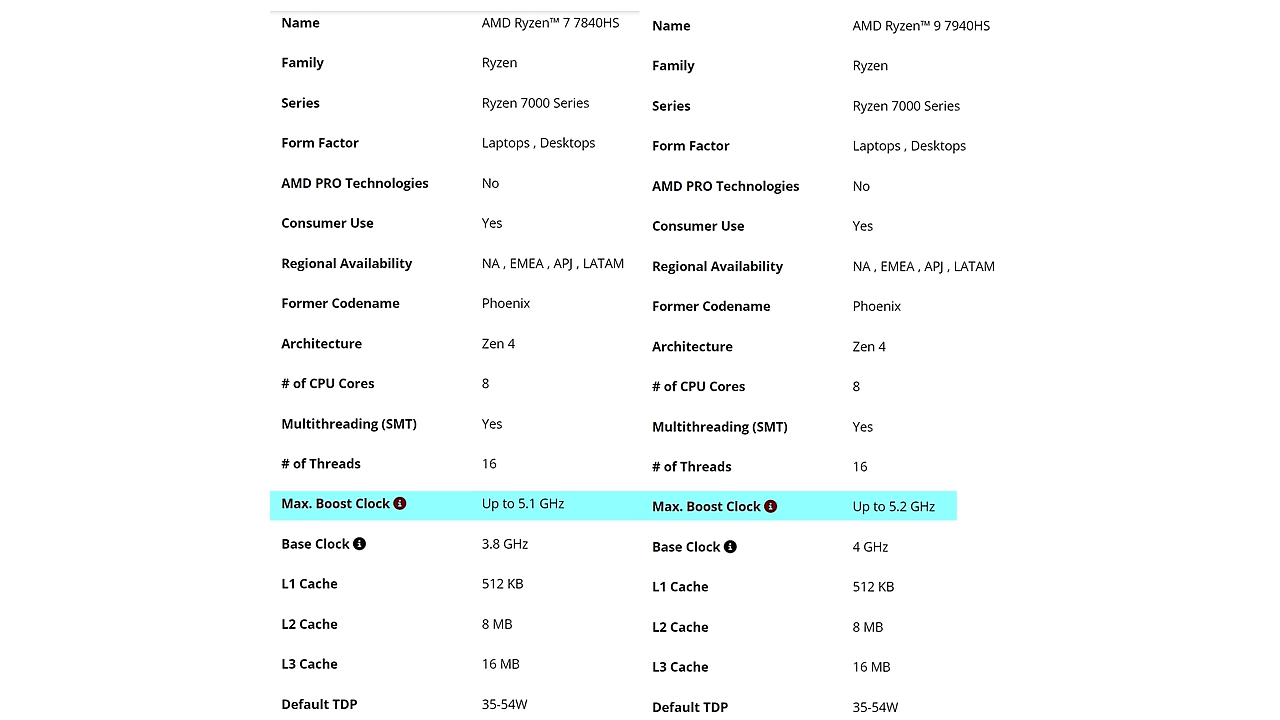 Name AMD Ryzen™ 7 7840HS
Family Ryzen
Series Ryzen 7000 Series
Form Factor Laptops , Desktops
AMD PRO Technologies No
Consumer Use Yes
Regional Availability NA , EMEA , APJ , LATAM
Former Codename Phoenix
Architecture Zen 4
# of CPU Cores 8
Multithreading (SMT) Yes
# of Threads 16
Max. Boost Clock Up to 5.1 GHz
Base Clock 3.8 GHz
L1 Cache 512 KB
L2 Cache 8 MB
L3 Cache 16 MB
Default TDP 35-54W
Name AMD Ryzen™ 9 7940HS
Family Ryzen
Series Ryzen 7000 Series
Form Factor Laptops , Desktops
AMD PRO Technologies No
Consumer Use Yes
Regional Availability NA , EMEA , APJ , LATAM
Former Codename Phoenix
Architecture Zen 4
# of CPU Cores 8
Multithreading (SMT) Yes
# of Threads 16
Max. Boost Clock Up to 5.2 GHz
Base Clock 4 GHz
L1 Cache 512 KB
L2 Cache 8 MB
L3 Cache 16 MB
Default TDP 35-54W